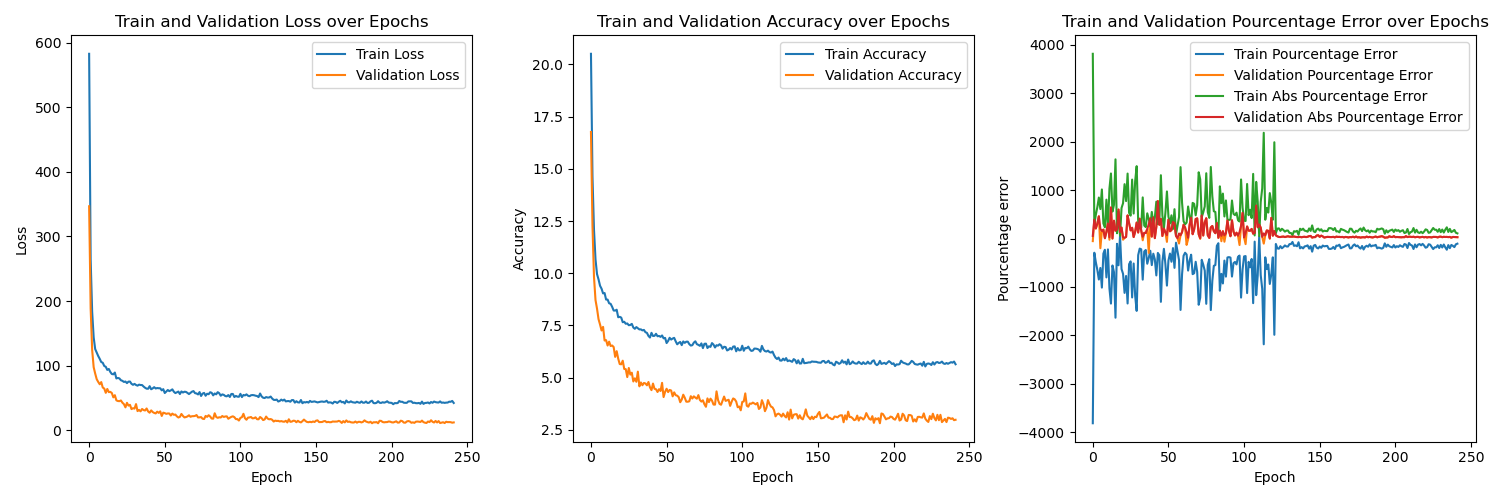 Train and Validation Loss over Epochs
Train Loss
Validation Loss
600
500
400
300
200
100
0
Loss
0 50 100 150 200 250
Epoch
Train and Validation Accuracy over Epochs
Train Accuracy
Validation Accuracy
20.0
17.5
15.0
12.5
10.0
7.5
5.0
2.5
Accuracy
0 50 100 150 200 250
Epoch
Train and Validation Pourcentage Error over Epochs
Train Pourcentage Error
Validation Pourcentage Error
Train Abs Pourcentage Error
Validation Abs Pourcentage Error
4000
3000
2000
1000
0
−1000
−2000
−3000
−4000
Pourcentage error
0 50 100 150 200 250
Epoch